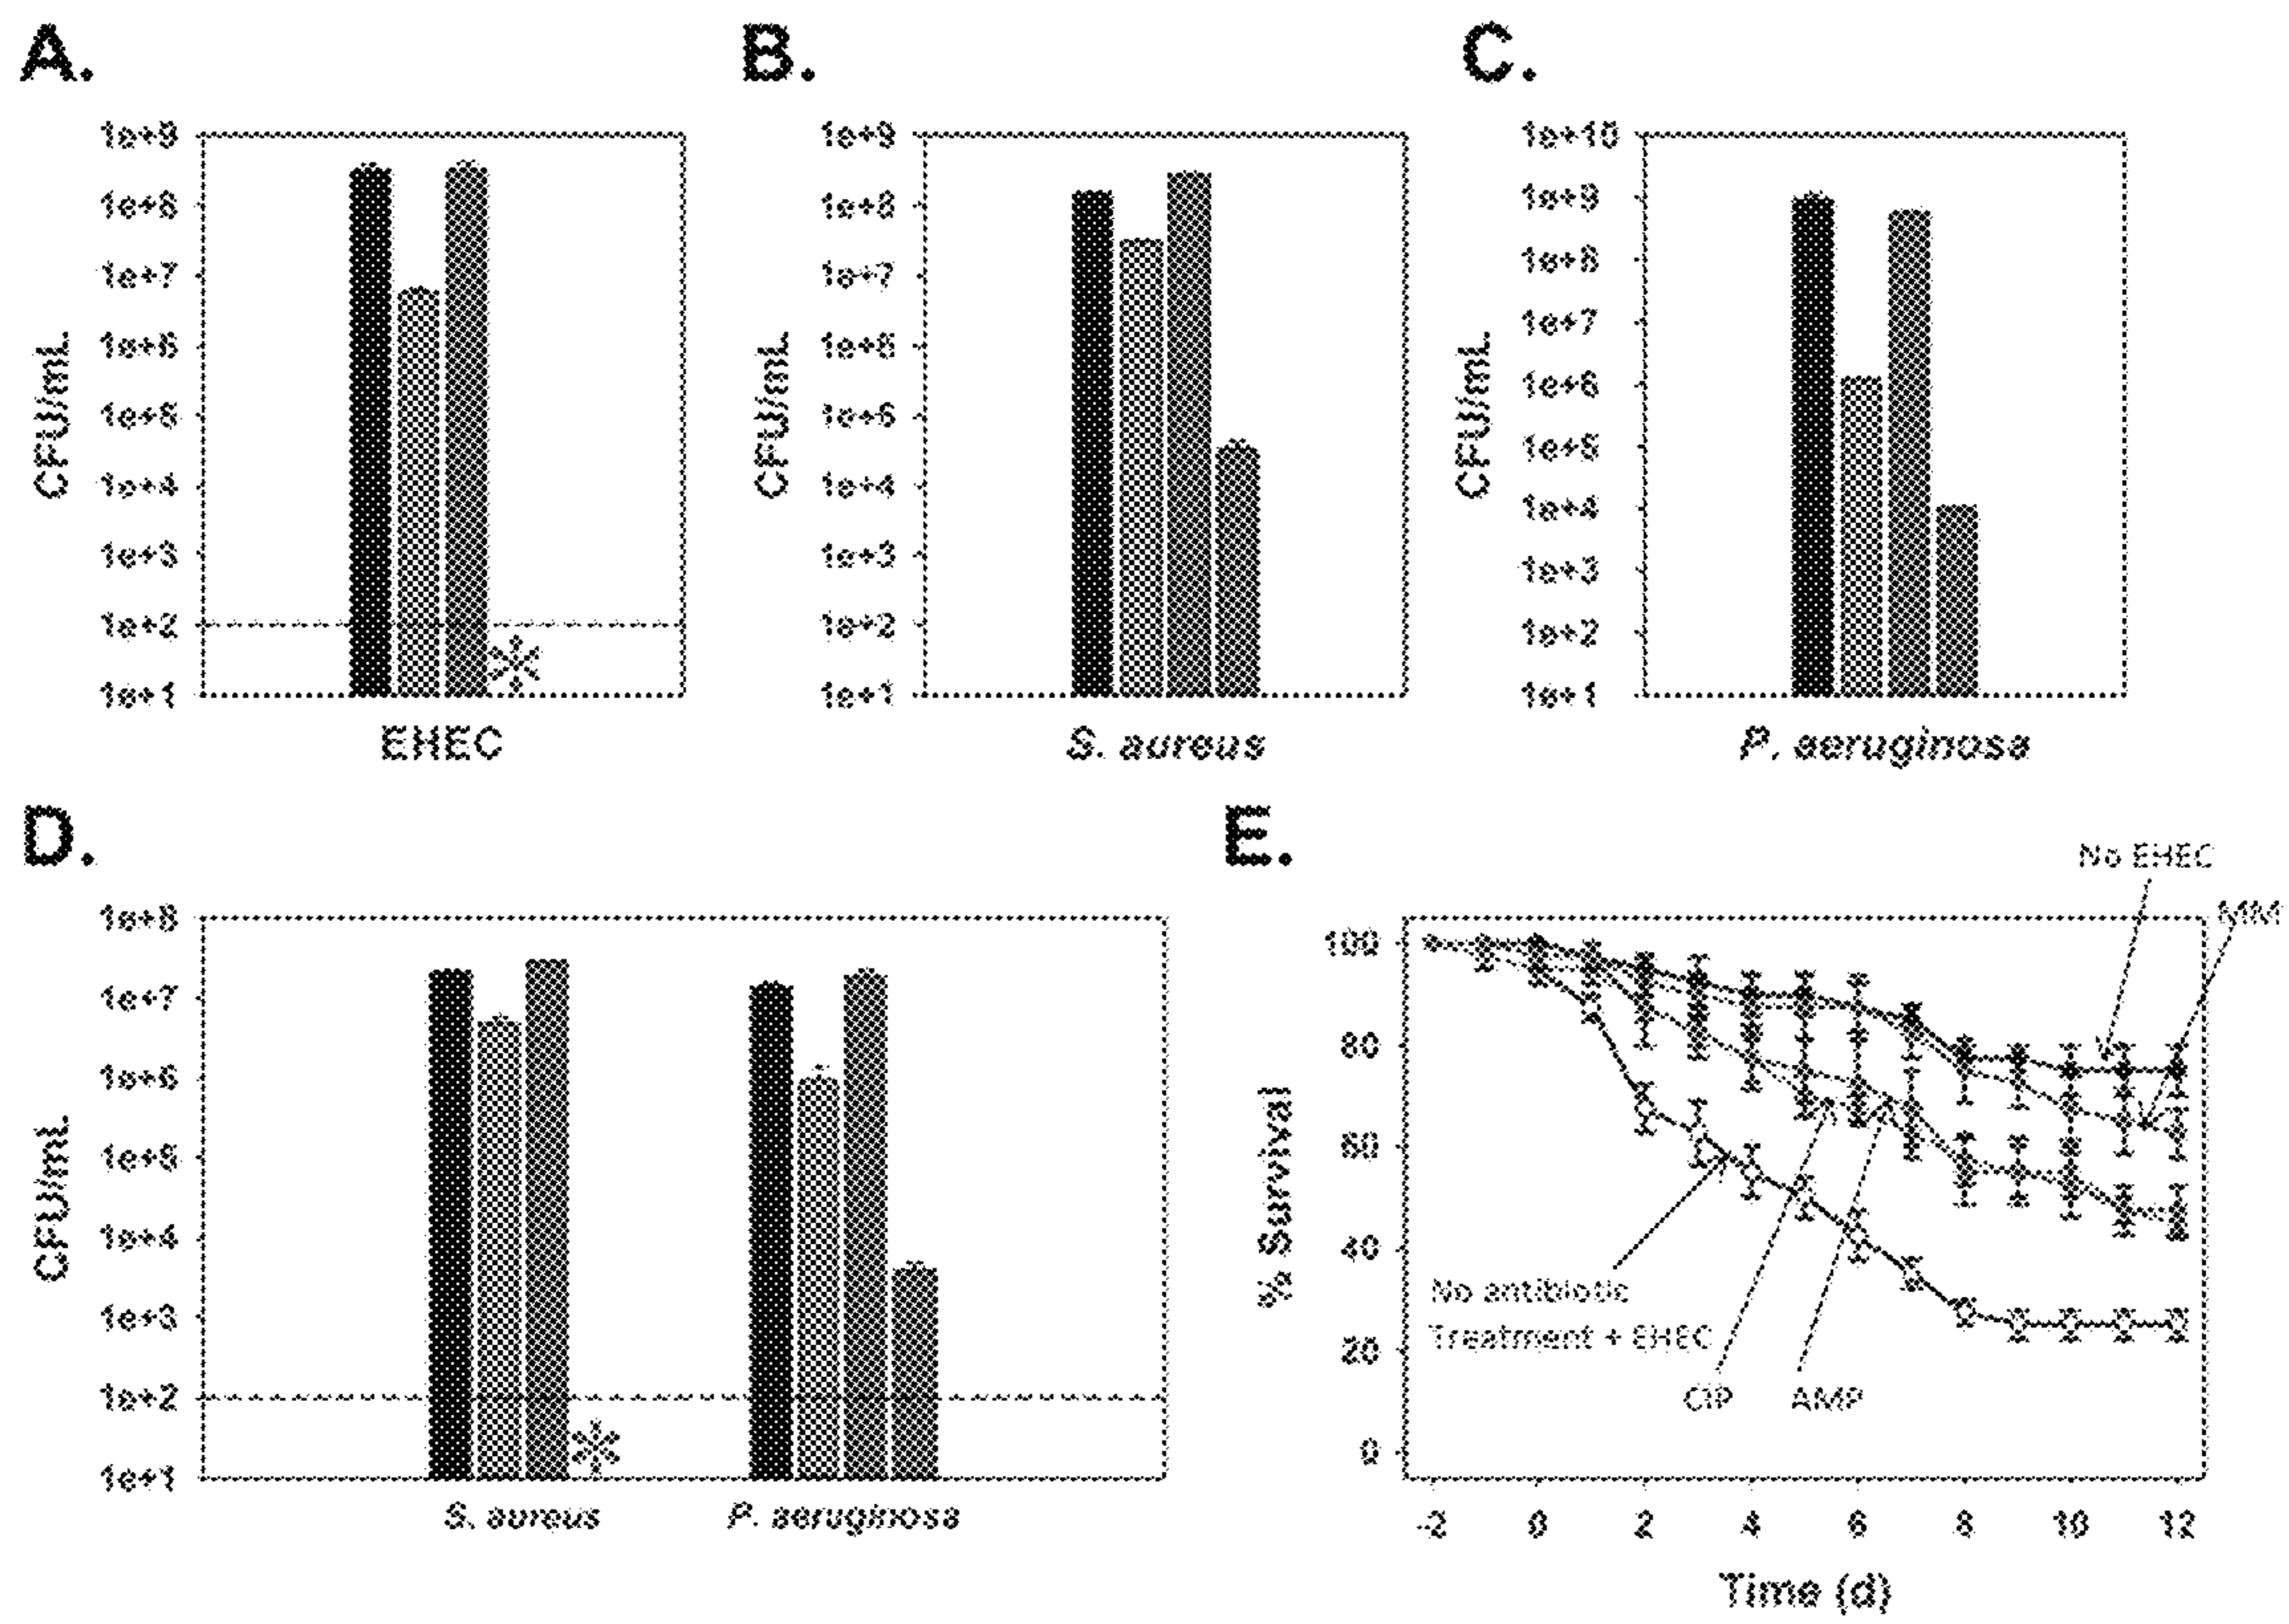 A.
1e+9
1e+8
1e+7
1e+6
1e+5
1e+4
1e+3
1e+2
1e+1
CFU/mL
EHEC
B.
1e+9
1e+8
1e+7
1e+6
1e+5
1e+4
1e+3
1e+2
1e+1
CFU/mL
S. aureus
C.
1e+10
1e+9
1e+8
1e+7
1e+6
1e+5
1e+4
1e+3
1e+2
1e+1
CFU/mL
P. aeruginosa
D.
1e+8
1e+7
1e+6
1e+5
1e+4
1e+3
1e+2
1e+1
CFU/mL
S. aureus
P. aeruginosa
E.
No EHEC
MM
100
80
60
40
20
0
% Survival
No antibiotic
Treatment + EHEC
CIP
AMP
-2
0
2
4
6
8
10
12
Time (d)